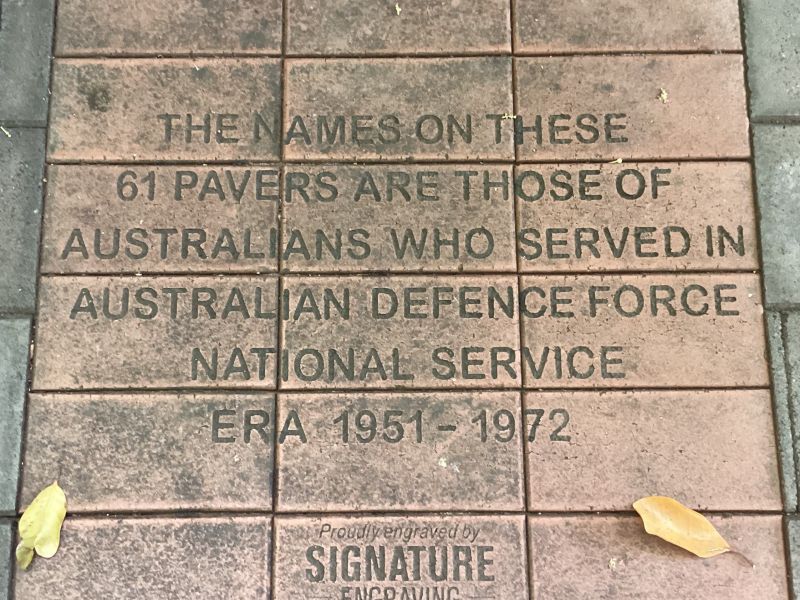 THE NAMES ON THESE
61 PAVERS ARE THOSE OF
AUSTRALIANS WHO SERVED IN
AUSTRALIAN DEFENCE FORCE
NATIONAL SERVICE
ERA 1951 – 1972
Proudly engraved by
SIGNATURE
ENGRAVING